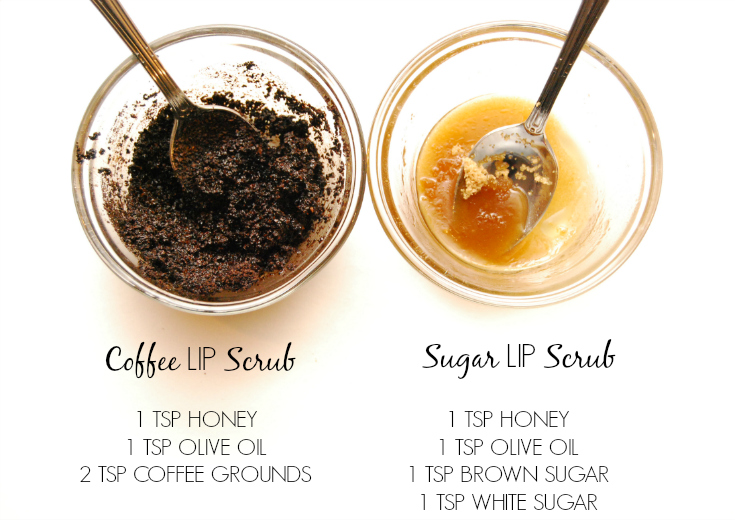 Coffee LIP Scrub
1 TSP HONEY
1 TSP OLIVE OIL
2 TSP COFFEE GROUNDS
Sugar LIP Scrub
1 TSP HONEY
1 TSP OLIVE OIL
1 TSP BROWN SUGAR
1 TSP WHITE SUGAR